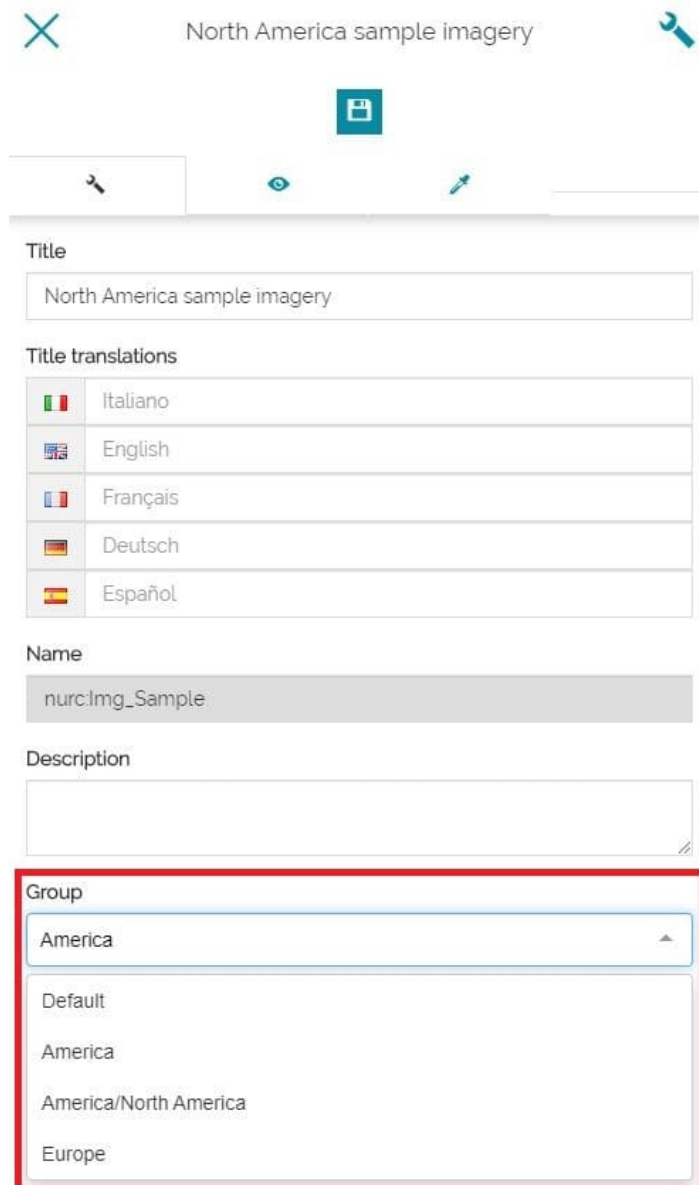 North America sample imagery
Title
North America sample imagery
Title translations
Italiano
English
Français
Deutsch
Español
Name
nurc:Img_Sample
Description
Group
America
Default
America
America/North America
Europe